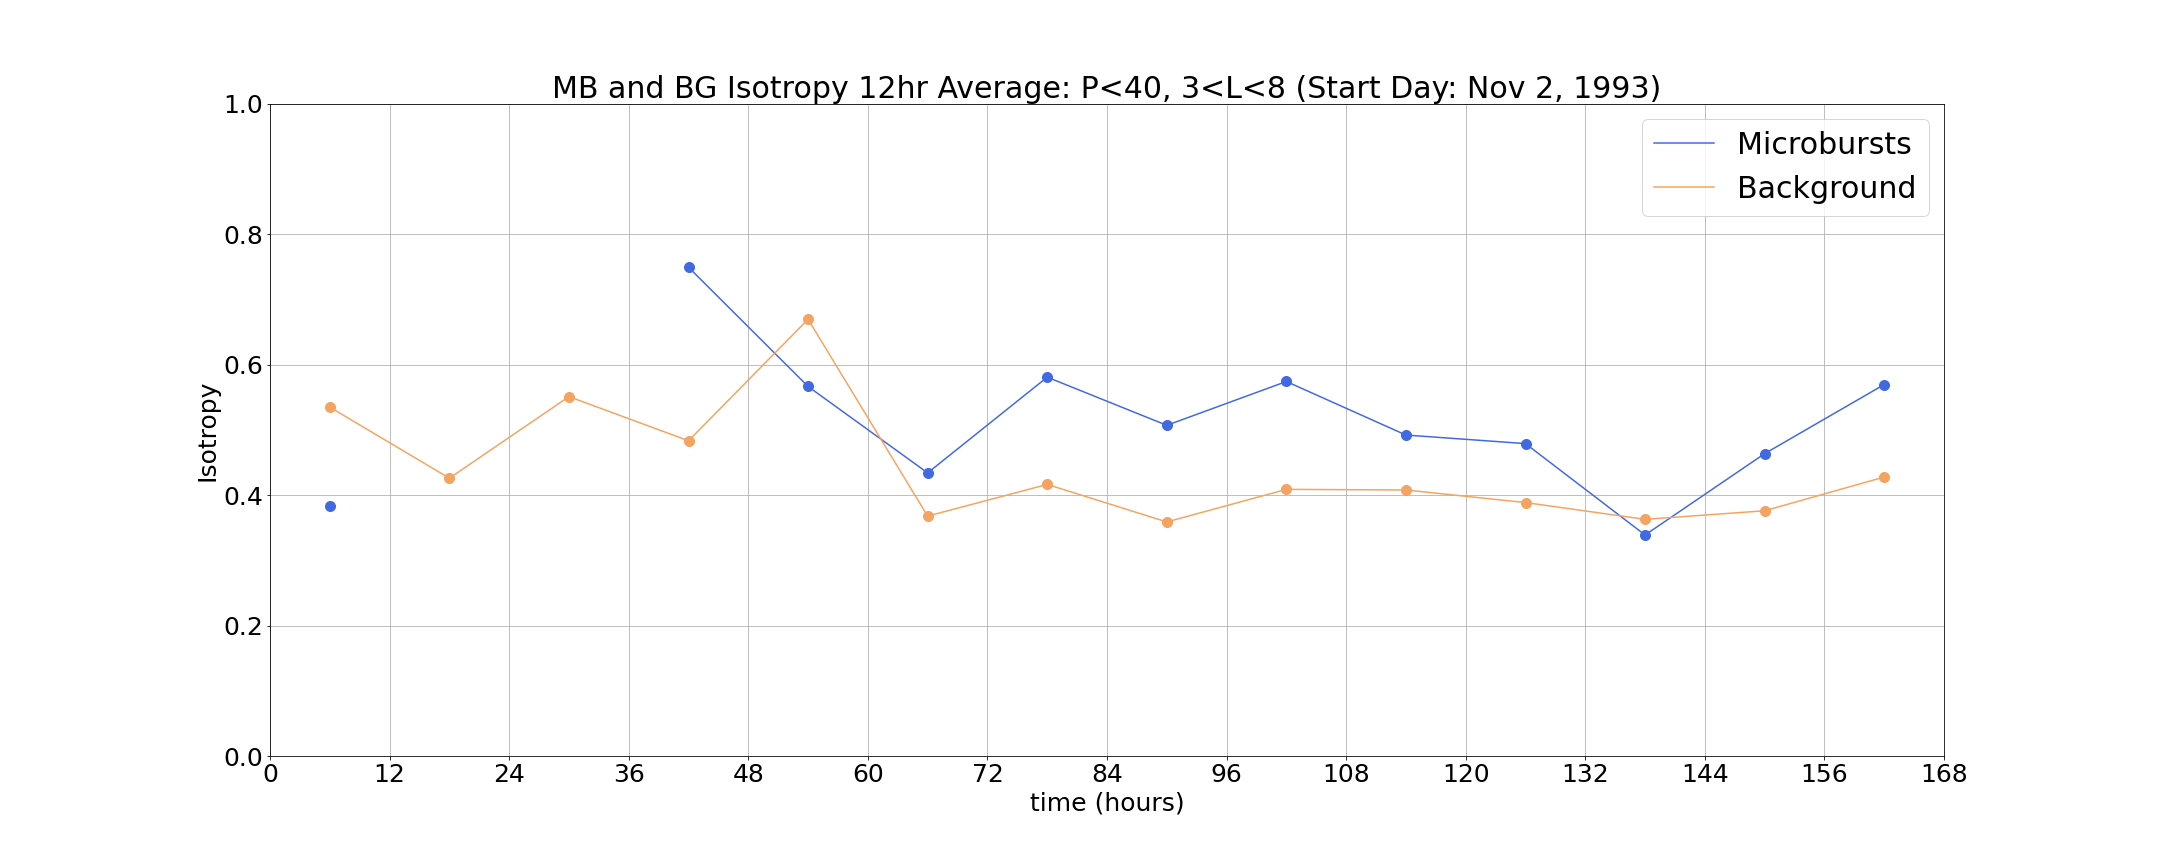 MB and BG Isotropy 12hr Average: P<40, 3<L<8 (Start Day: Nov 2, 1993)
Microbursts
Background
1.0
0.8
0.6
0.4
0.2
0.0
Isotropy
0 12 24 36 48 60 72 84 96 108 120 132 144 156 168
time (hours)